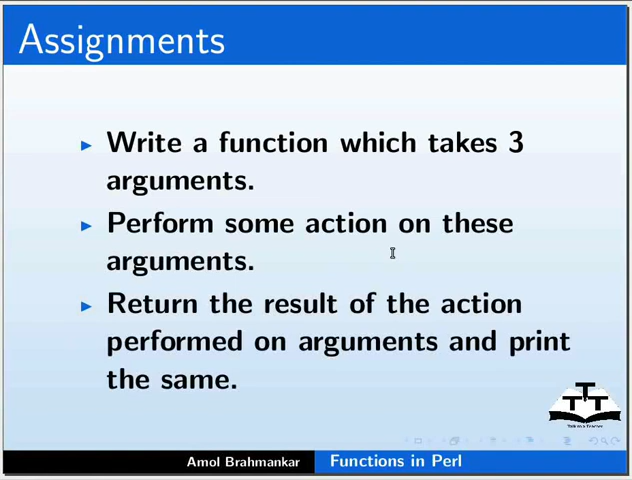 Assignments
Write a function which takes 3
arguments.
Perform some action on these
arguments.
Return the result of the action
performed on arguments and print
the same.
TTT
Amol Brahmankar Functions in Perl